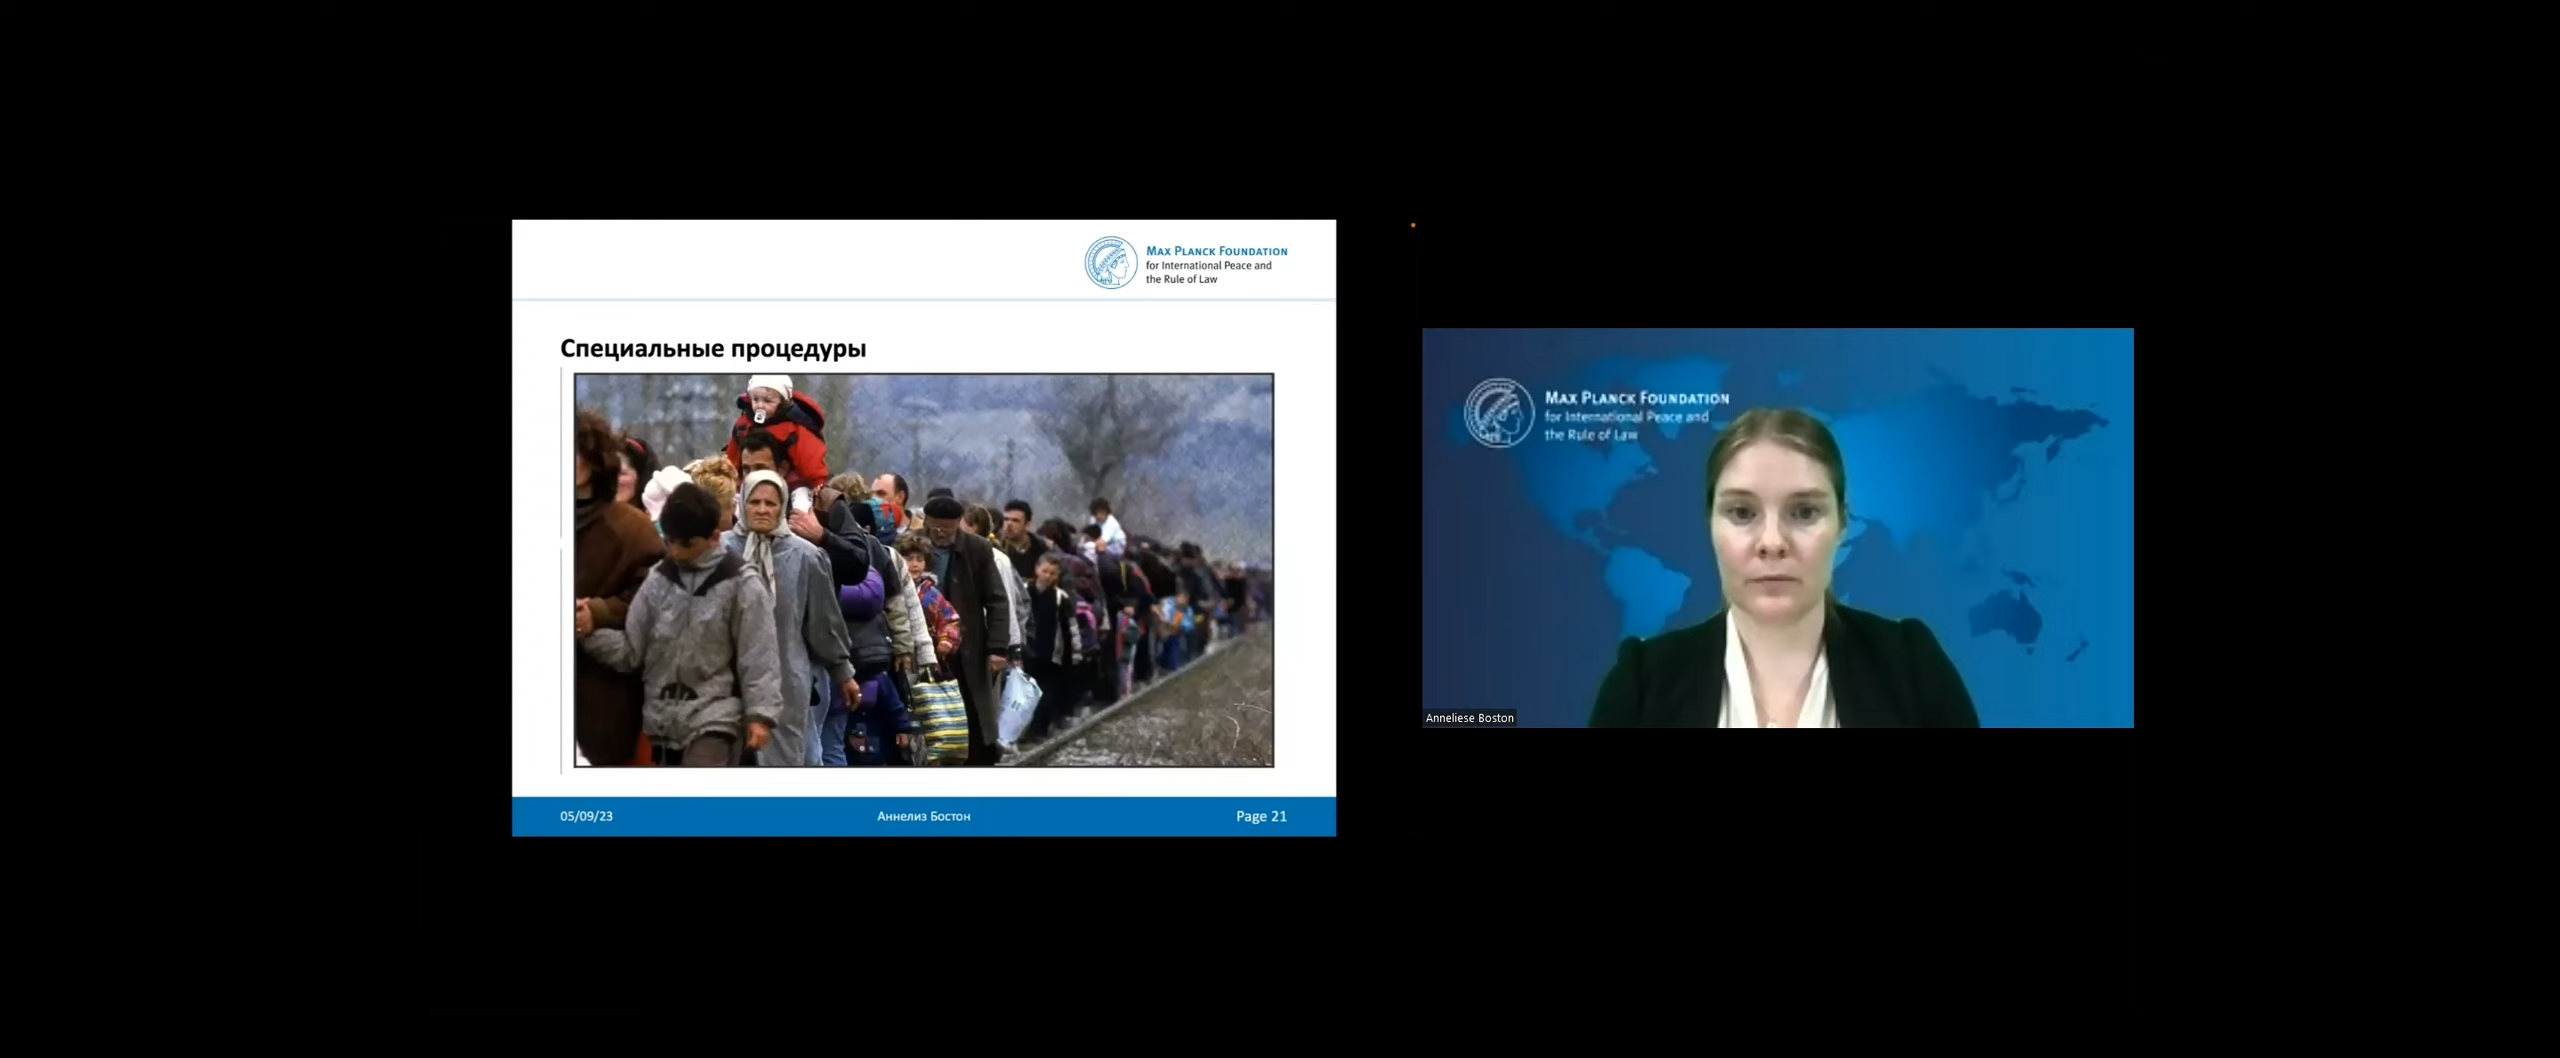 MAX PLANCK FOUNDATION
for International Peace and
the Rule of Law
Специальные процедуры
05/09/23
Аннелиз Бостон
Page 21
MAX PLANCK FOUNDATION
for International Peace and
the Rule of Law
Anneliese Boston